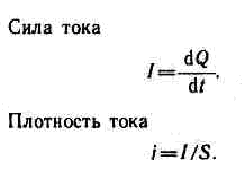 Сила тока
I = dQ/dt,
Плотность тока
i = I/S.